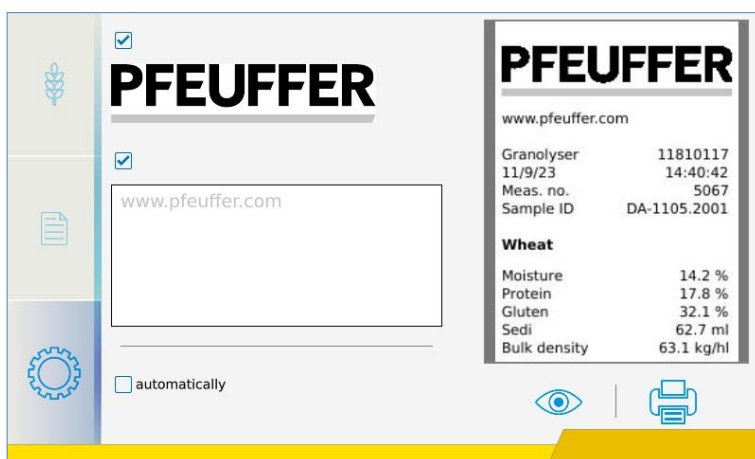 PFEUFFER
www.pfeuffer.com
automatically
PFEUFFER
www.pfeuffer.com
Granolyser 11810117
11/9/23 14:40:42
Meas. no. 5067
Sample ID DA-1105.2001
Wheat
Moisture 14.2 %
Protein 17.8 %
Gluten 32.1 %
Sedi 62.7 ml
Bulk density 63.1 kg/hl